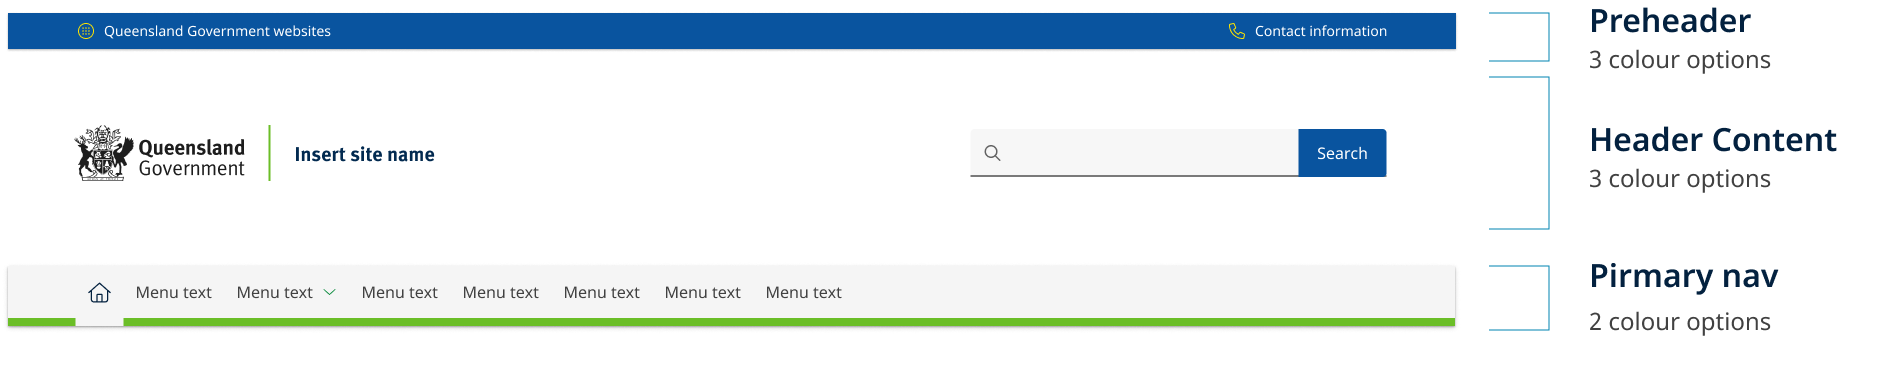 Queensland Government websites
Contact information
Preheader
3 colour options
Queensland
Government
Insert site name
Search
Header Content
3 colour options
Menu text Menu text Menu text Menu text Menu text Menu text Menu text
Pirmary nav
2 colour options